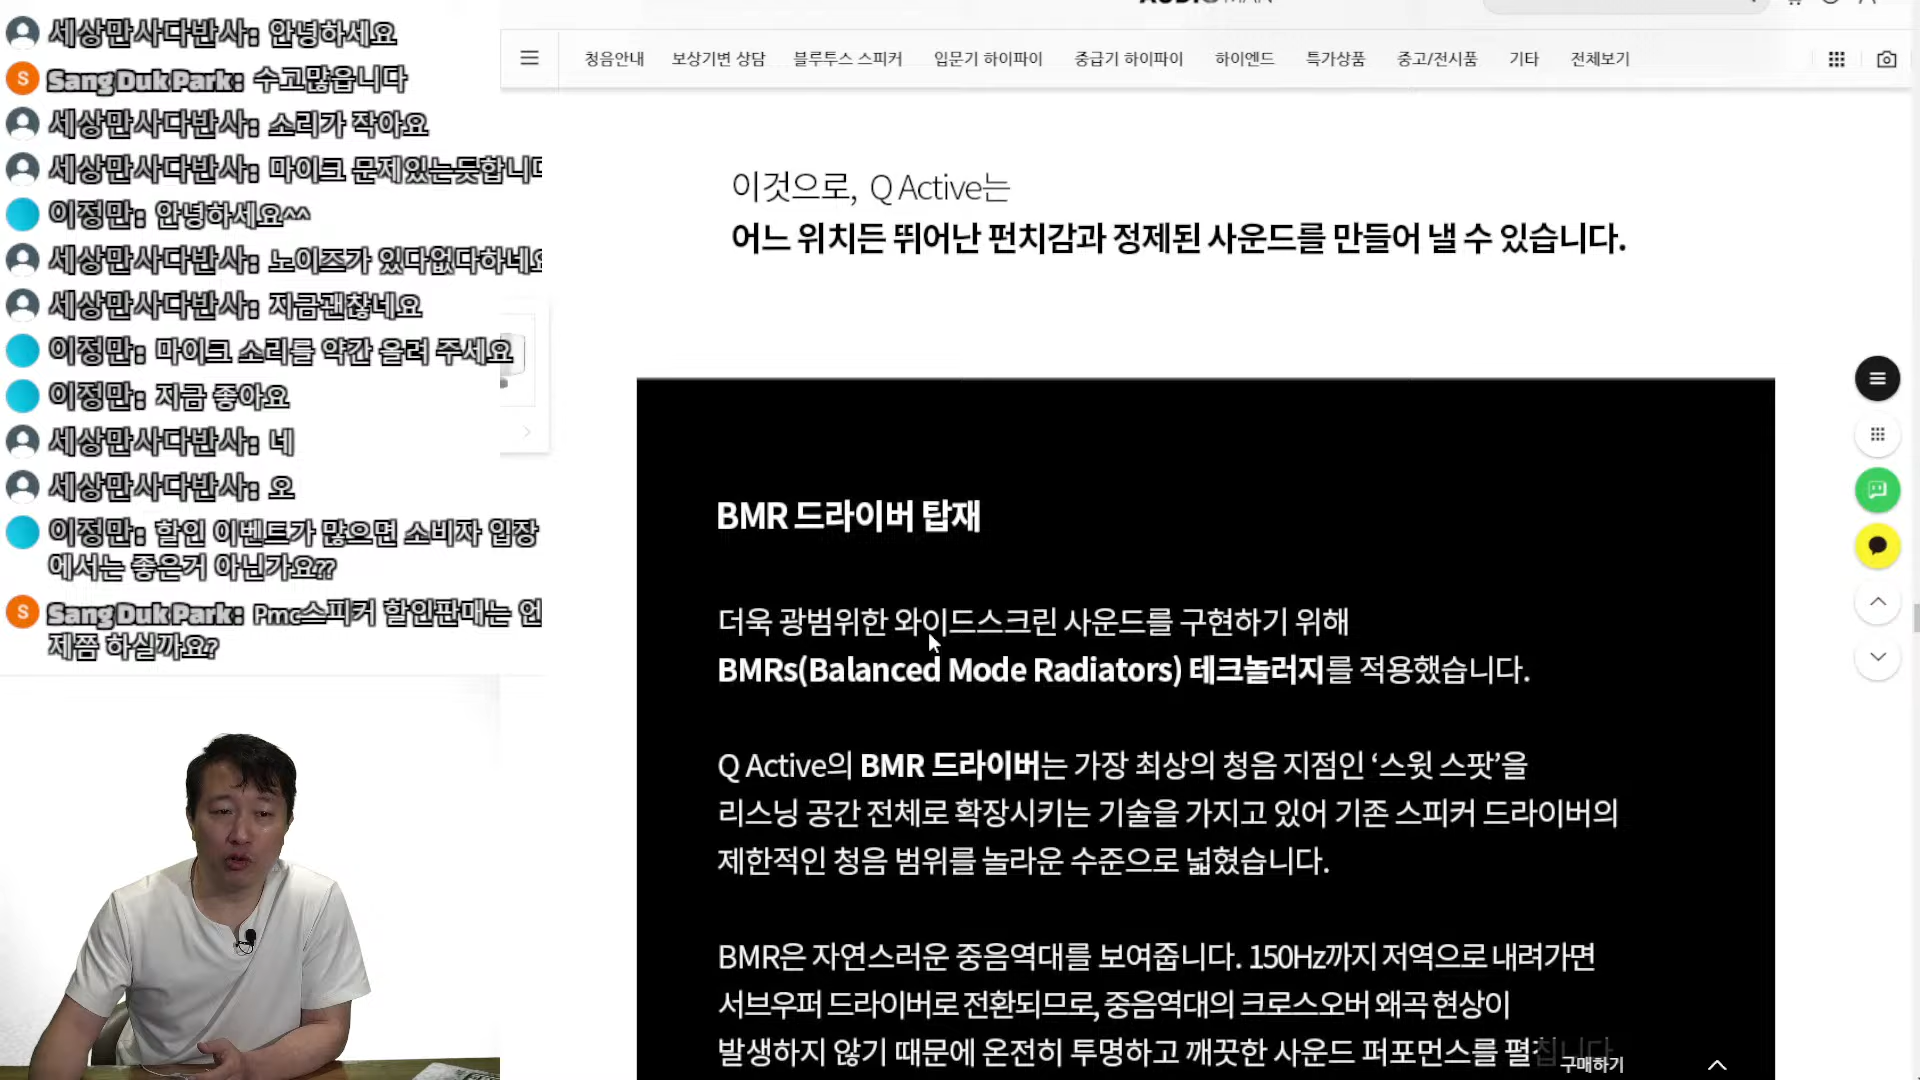 세상만사다반사: 안녕하세요
S Sang Duk Park: 수고많읍니다
세상만사다반사: 소리가 작아요
세상만사다반사: 마이크 문제있는듯합니다
이정만: 안녕하세요^^
세상만사다반사: 노이즈가 있다없다하네요
세상만사다반사: 지금괜찮네요
이정만: 마이크 소리를 약간 올려 주세요
이정만: 지금 좋아요
세상만사다반사: 네
세상만사다반사: 오
이정만: 할인 이벤트가 많으면 소비자 입장
에서는 좋은거 아닌가요??
S Sang Duk Park: Pmc스피커 할인판매는 언
제쯤 하실까요?
청음안내 보상기변 상담 블루투스 스피커 입문기 하이파이 중급기 하이파이 하이엔드 특가상품 중고/전시품 기타 전체보기
이것으로, Q Active는
어느 위치든 뛰어난 펀치감과 정제된 사운드를 만들어 낼 수 있습니다.
BMR 드라이버 탑재
더욱 광범위한 와이드스크린 사운드를 구현하기 위해
BMRs(Balanced Mode Radiators) 테크놀러지를 적용했습니다.
Q Active의 BMR 드라이버는 가장 최상의 청음 지점인 ‘스윗 스팟’을
리스닝 공간 전체로 확장시키는 기술을 가지고 있어 기존 스피커 드라이버의
제한적인 청음 범위를 놀라운 수준으로 넓혔습니다.
BMR은 자연스러운 중음역대를 보여줍니다. 150Hz까지 저역으로 내려가면
서브우퍼 드라이버로 전환되므로, 중음역대의 크로스오버 왜곡 현상이
발생하지 않기 때문에 온전히 투명하고 깨끗한 사운드 퍼포먼스를 펼칩니다.
구매하기